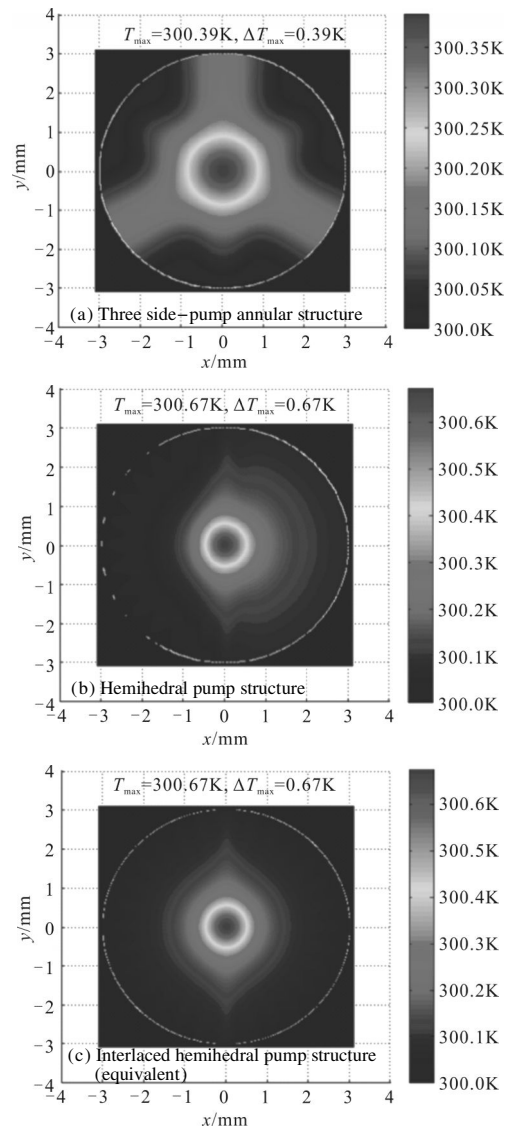 T_max=300.39K, ΔT_max=0.39K
4
3
2
1
0
−1
−2
−3
−4
y/mm
−4 −3 −2 −1 0 1 2 3 4
x/mm
300.35K
300.30K
300.25K
300.20K
300.15K
300.10K
300.05K
300.0K
(a) Three side−pump annular structure
T_max=300.67K, ΔT_max=0.67K
4
3
2
1
0
−1
−2
−3
−4
y/mm
−4 −3 −2 −1 0 1 2 3 4
x/mm
300.6K
300.5K
300.4K
300.3K
300.2K
300.1K
300.0K
(b) Hemihedral pump structure
T_max=300.67K, ΔT_max=0.67K
4
3
2
1
0
−1
−2
−3
−4
y/mm
−4 −3 −2 −1 0 1 2 3 4
x/mm
300.6K
300.5K
300.4K
300.3K
300.2K
300.1K
300.0K
(c) Interlaced hemihedral pump structure
(equivalent)